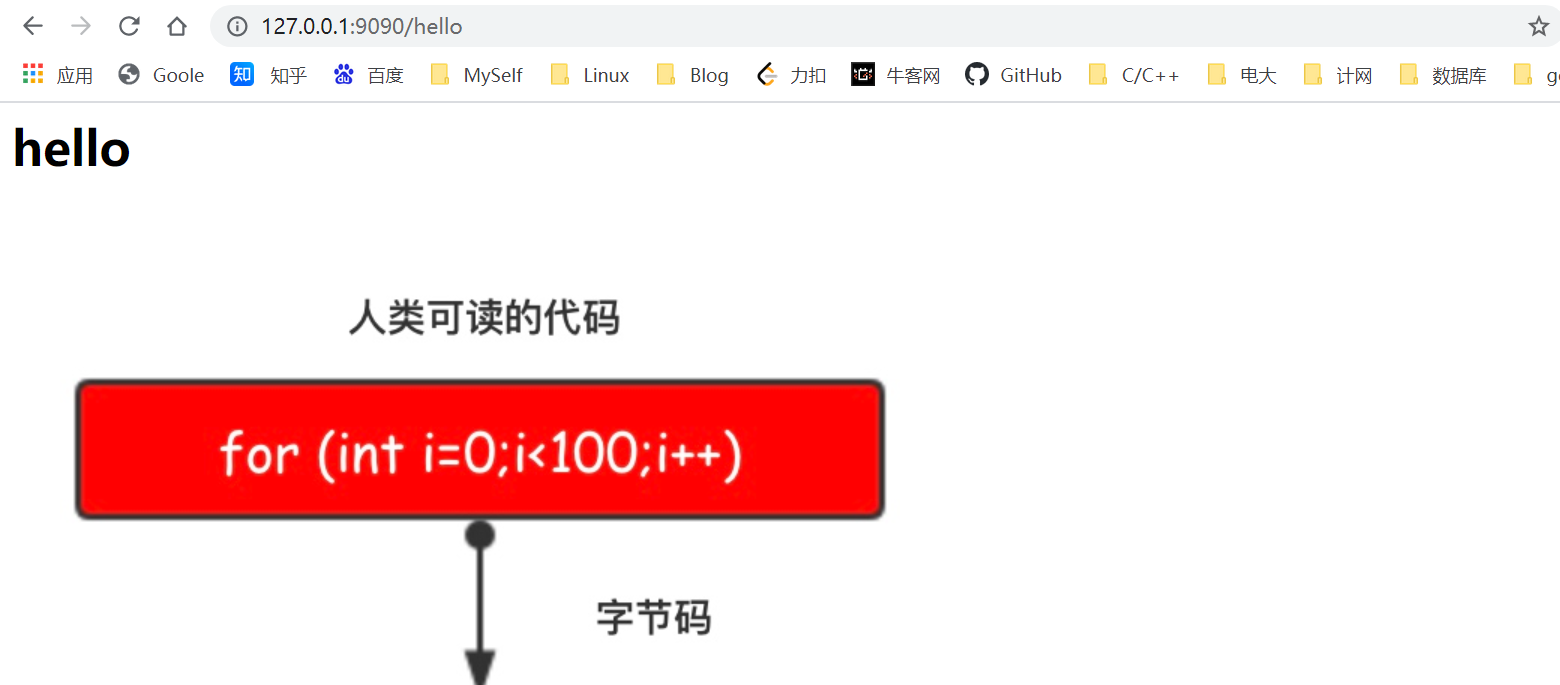 127.0.0.1:9090/hello
应用 Goole 知 知乎 du 百度 MySelf Linux Blog 力扣 牛客网 GitHub C/C++ 电大 计网 数据库
hello
人类可读的代码
for (int i=0;i<100;i++)
字节码